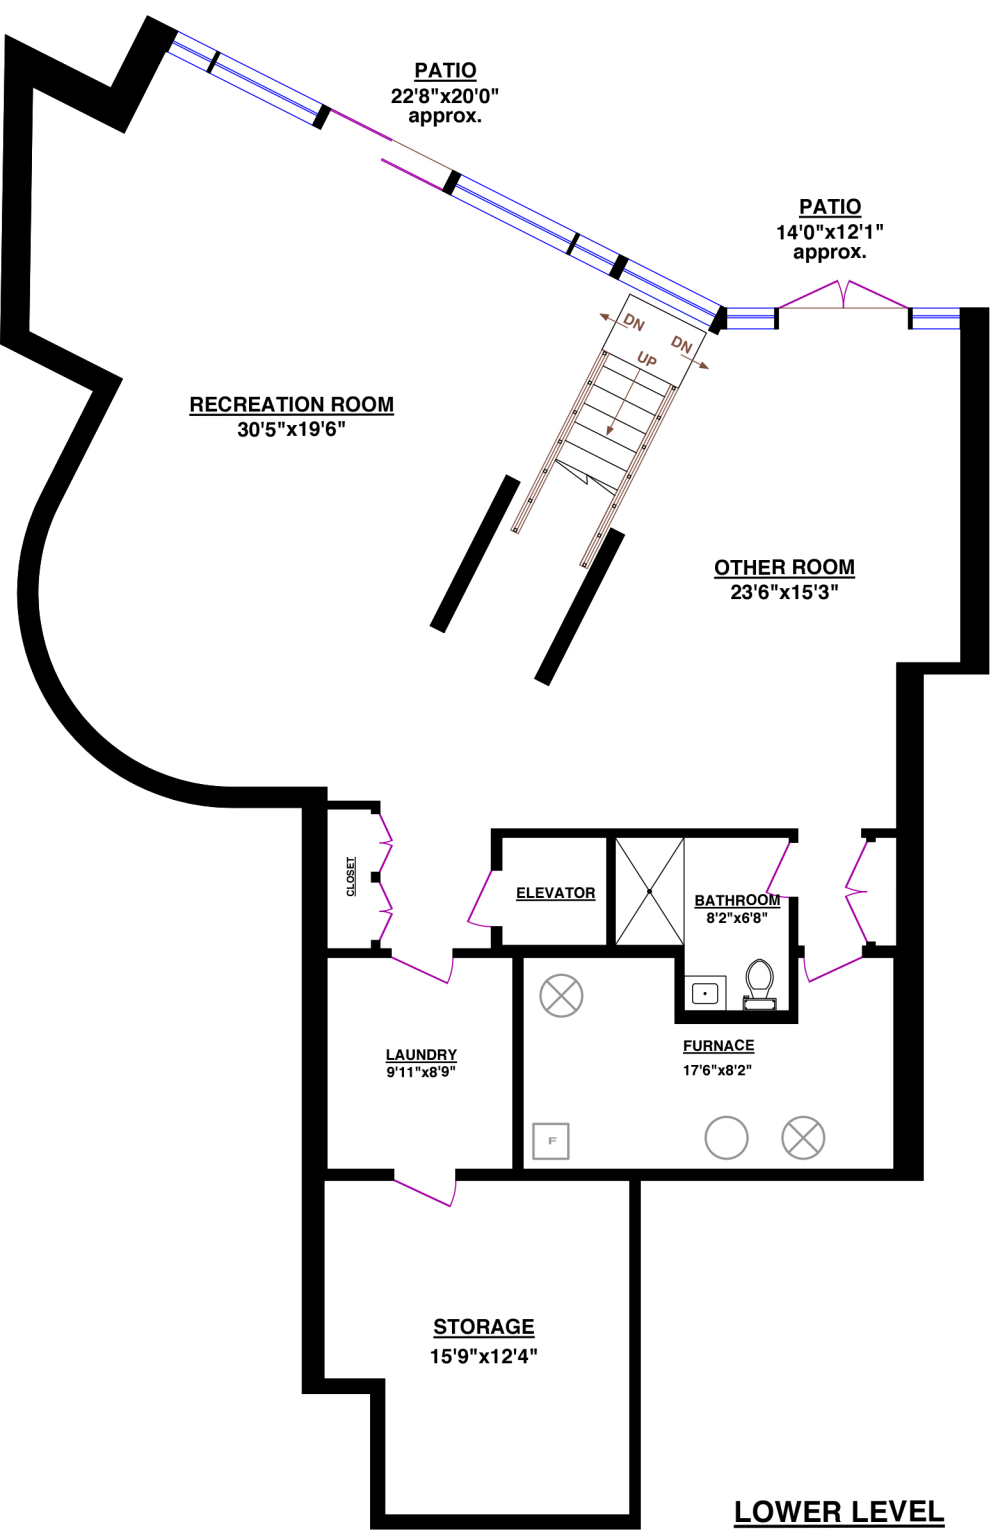 PATIO
22'8"x20'0"
approx.
PATIO
14'0"x12'1"
approx.
DN
DN
UP
RECREATION ROOM
30'5"x19'6"
OTHER ROOM
23'6"x15'3"
CLOSET
ELEVATOR
BATHROOM
8'2"x6'8"
LAUNDRY
9'11"x8'9"
FURNACE
17'6"x8'2"
F
STORAGE
15'9"x12'4"
LOWER LEVEL